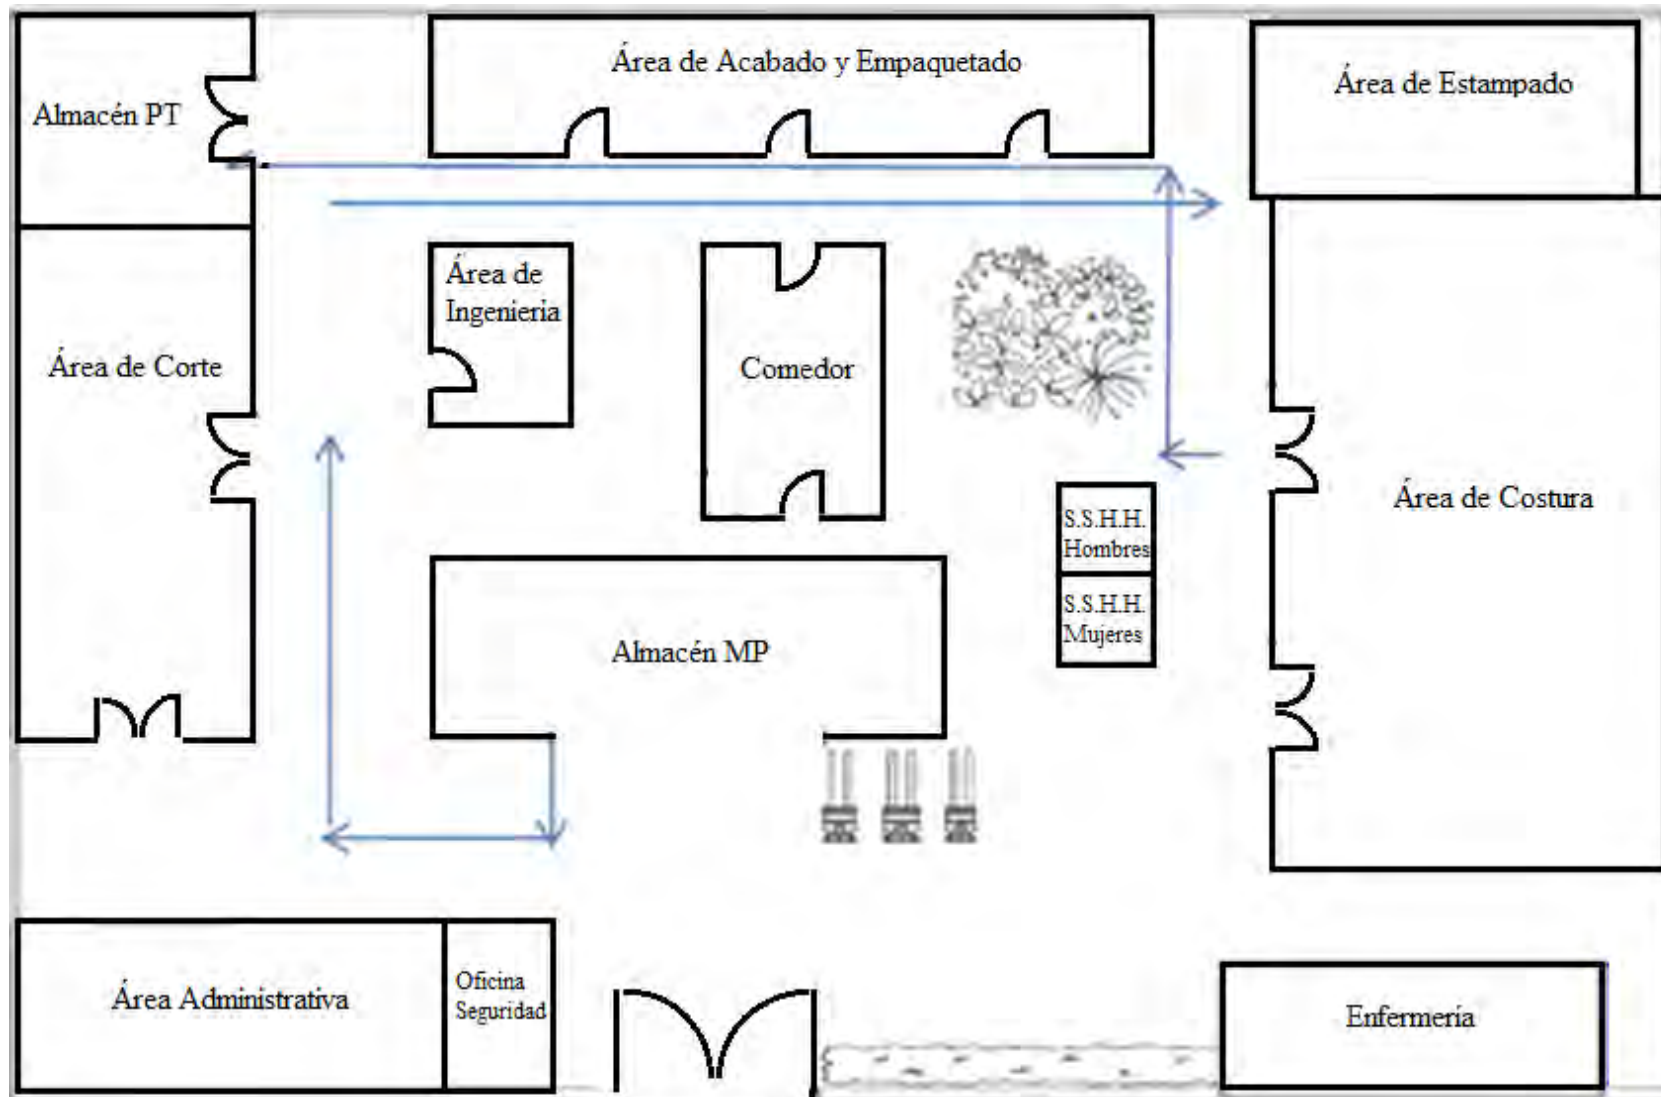 Área de Acabado y Empaquetado
Área de Estampado
Almacén PT
Área de
Ingenieria
Área de Corte
Comedor
Área de Costura
S.S.H.H.
Hombres
S.S.H.H.
Mujeres
Almacén MP
Área Administrativa
Oficina
Seguridad
Enfermería